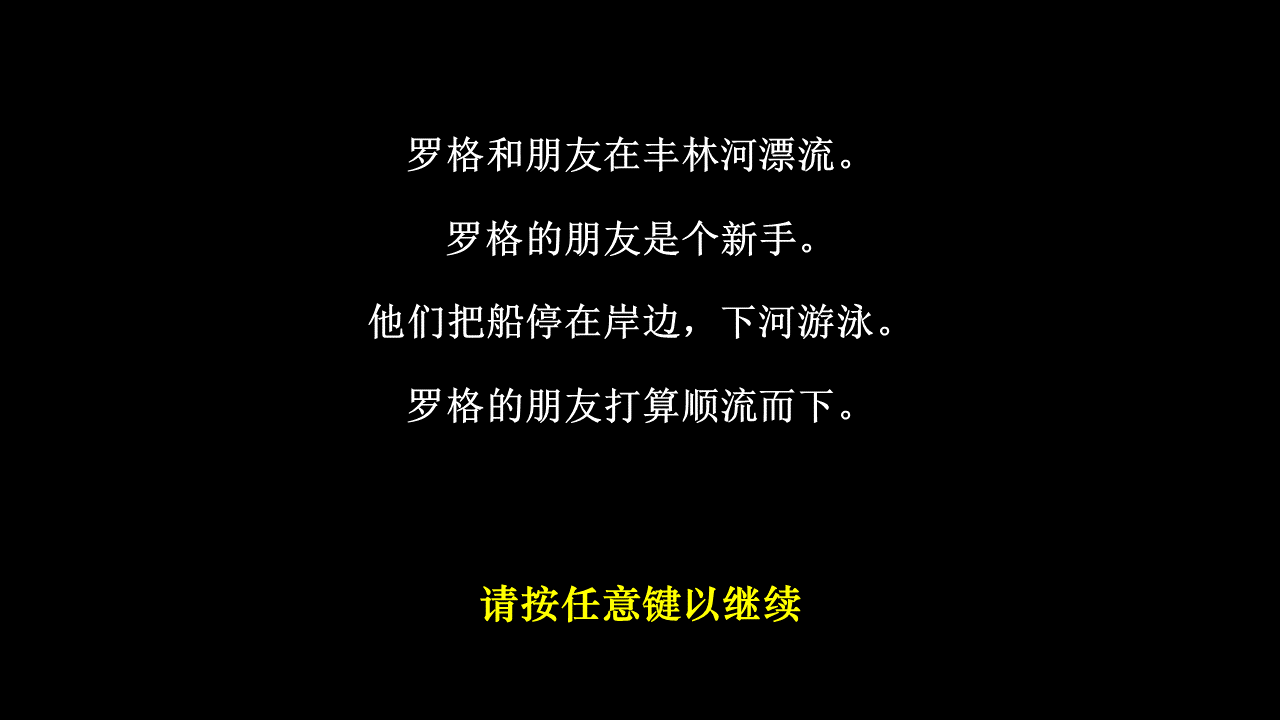 罗格和朋友在丰林河漂流。
罗格的朋友是个新手。
他们把船停在岸边，下河游泳。
罗格的朋友打算顺流而下。
请按任意键以继续